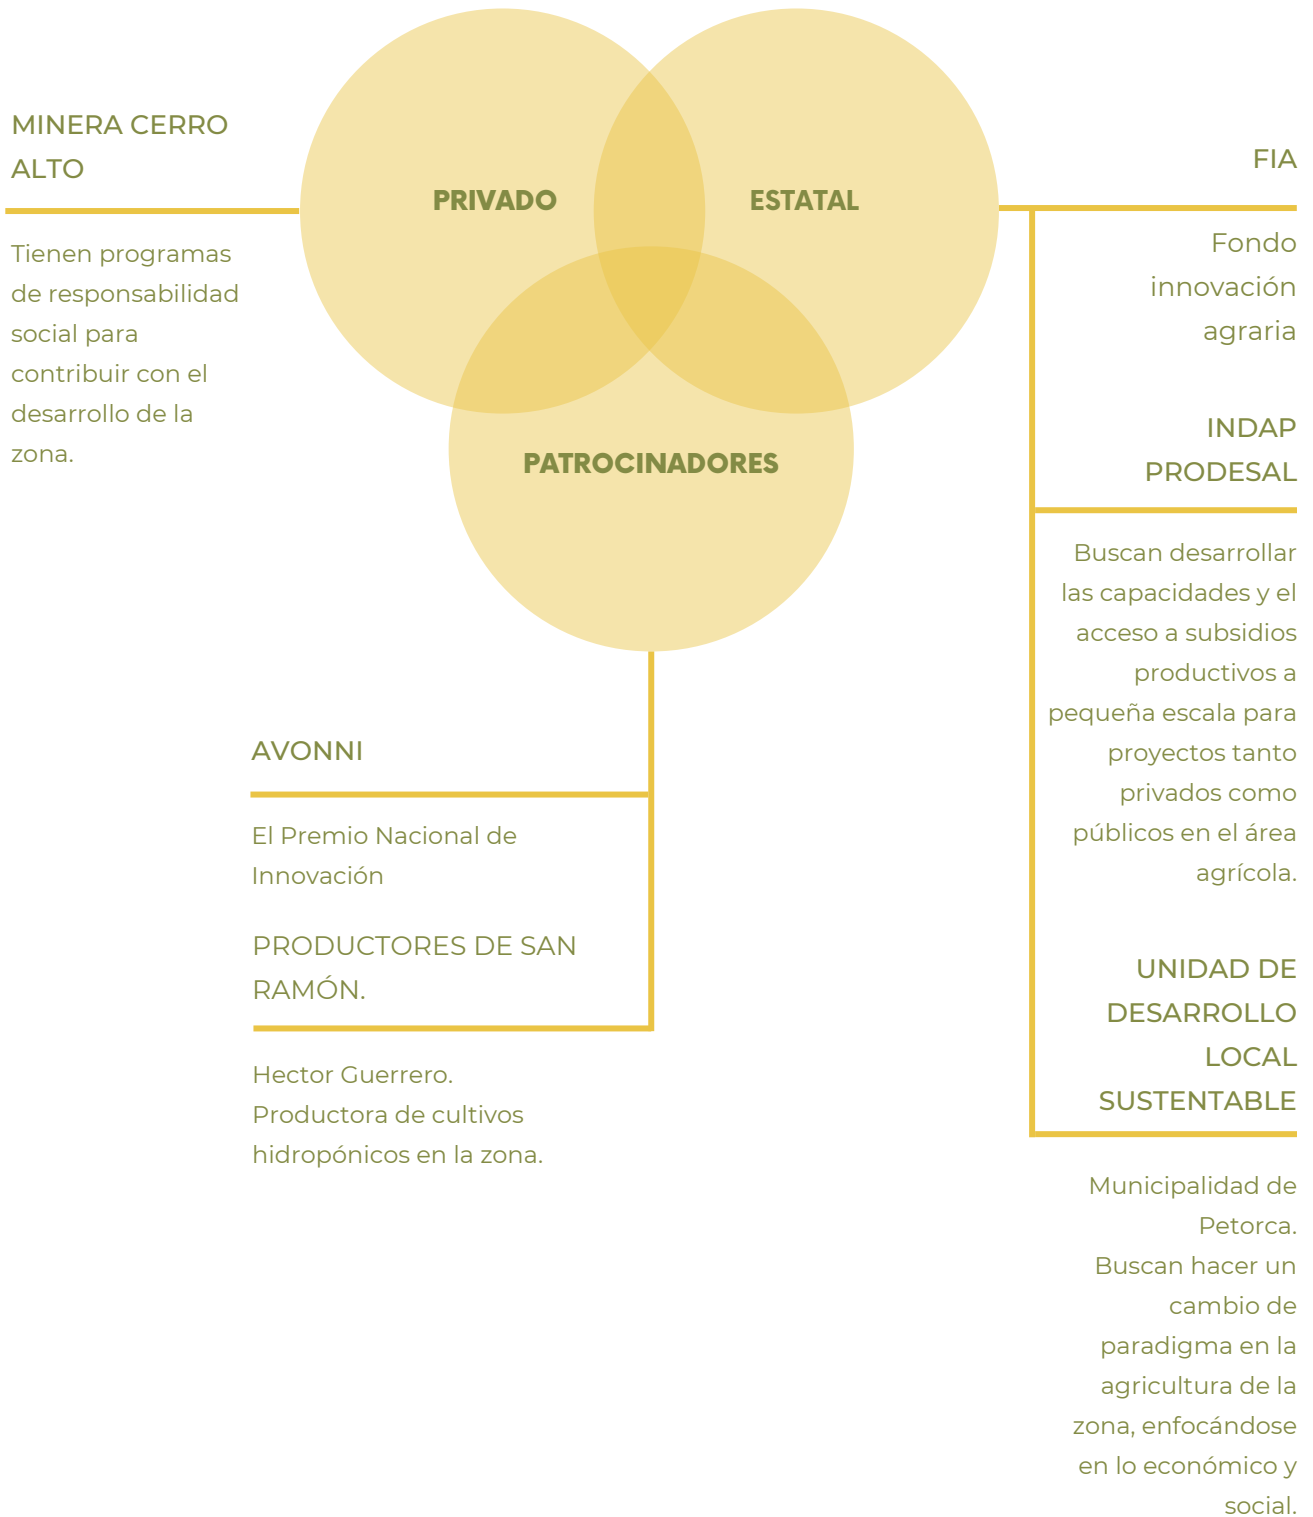 PRIVADO
ESTATAL
PATROCINADORES
MINERA CERRO
ALTO
Tienen programas
de responsabilidad
social para
contribuir con el
desarrollo de la
zona.
FIA
Fondo
innovación
agraria
INDAP
PRODESAL
Buscan desarrollar
las capacidades y el
acceso a subsidios
productivos a
pequeña escala para
proyectos tanto
privados como
públicos en el área
agrícola.
UNIDAD DE
DESARROLLO
LOCAL
SUSTENTABLE
Municipalidad de
Petorca.
Buscan hacer un
cambio de
paradigma en la
agricultura de la
zona, enfocándose
en lo económico y
social.
AVONNI
El Premio Nacional de
Innovación
PRODUCTORES DE SAN
RAMÓN.
Hector Guerrero.
Productora de cultivos
hidropónicos en la zona.